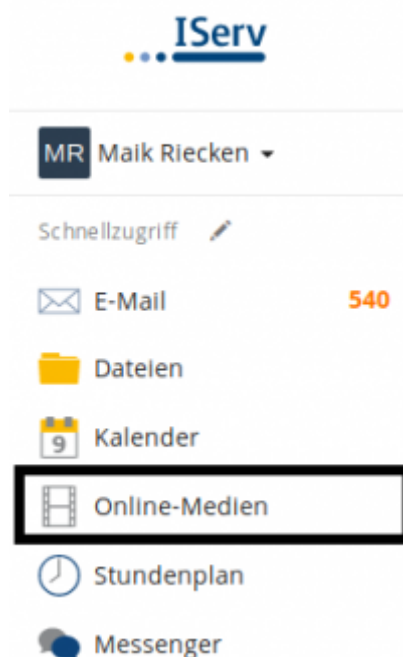 IServ
MR Maik Riecken
Schnellzugriff
E-Mail 540
Dateien
9 Kalender
Online-Medien
Stundenplan
Messenger